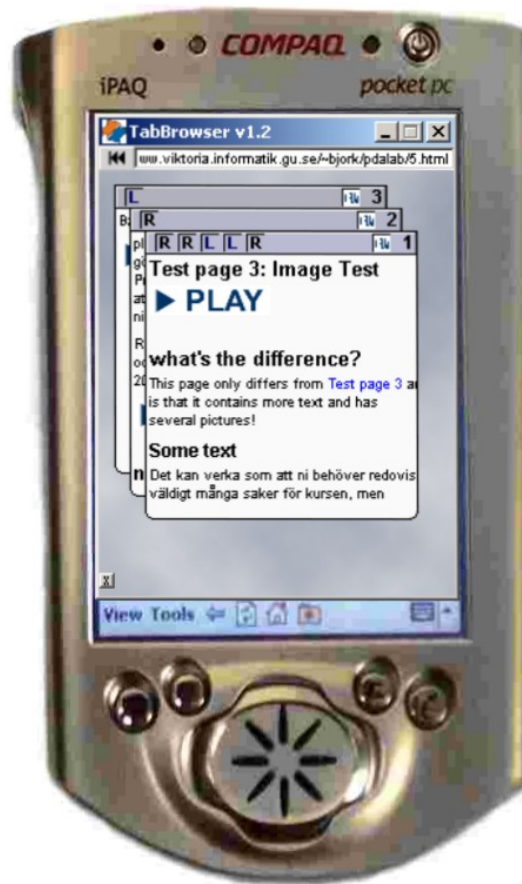 COMPAQ
iPAQ pocket pc
TabBrowser v1.2
ww.viktoria.informatik.gu.se/~bjork/pdalab/5.html
L 3
R 2
R R L L R 1
Test page 3: Image Test
PLAY
what's the difference?
This page only differs from Test page 3 a
is that it contains more text and has
several pictures!
Some text
Det kan verka som att ni behöver redovis
väldigt många saker för kursen, men
View Tools